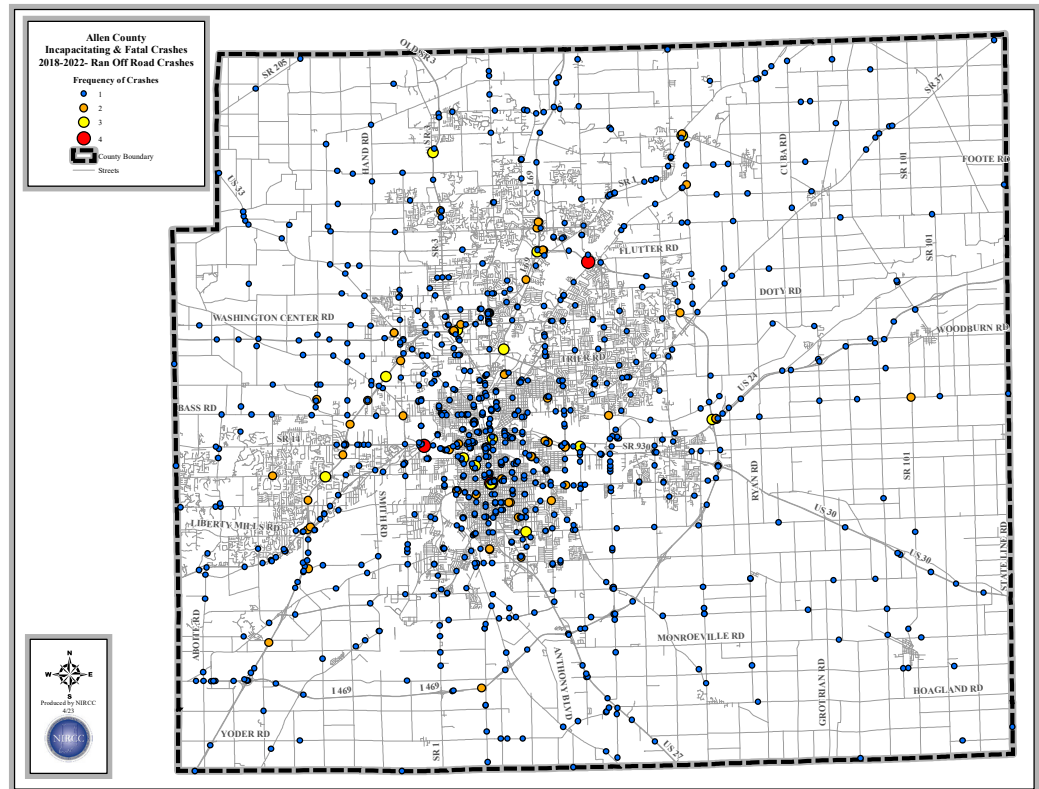 Allen County
Incapacitating & Fatal Crashes
2018-2022- Ran Off Road Crashes
Frequency of Crashes
1
2
3
4
County Boundary
Streets
OLD SR 3
SR 205
SR 37
HAND RD
SR 3
CUBA RD
SR 101
FOOTE RD
I 69
US 33
SR 1
SR 3
FLUTTER RD
SR 101
I 69
DOTY RD
WASHINGTON CENTER RD
WOODBURN RD
TRIER RD
US 24
BASS RD
SR 14
SR 930
SR 101
RYAN RD
SMITH RD
US 30
LIBERTY MILLS RD
US 30
STATE LINE RD
ABOITE RD
MONROEVILLE RD
ANTHONY BLVD
GROTRIAN RD
I 469
I 469
HOAGLAND RD
YODER RD
SR 1
US 27
N
W E
S
Produced by NIRCC
4/23
NIRCC